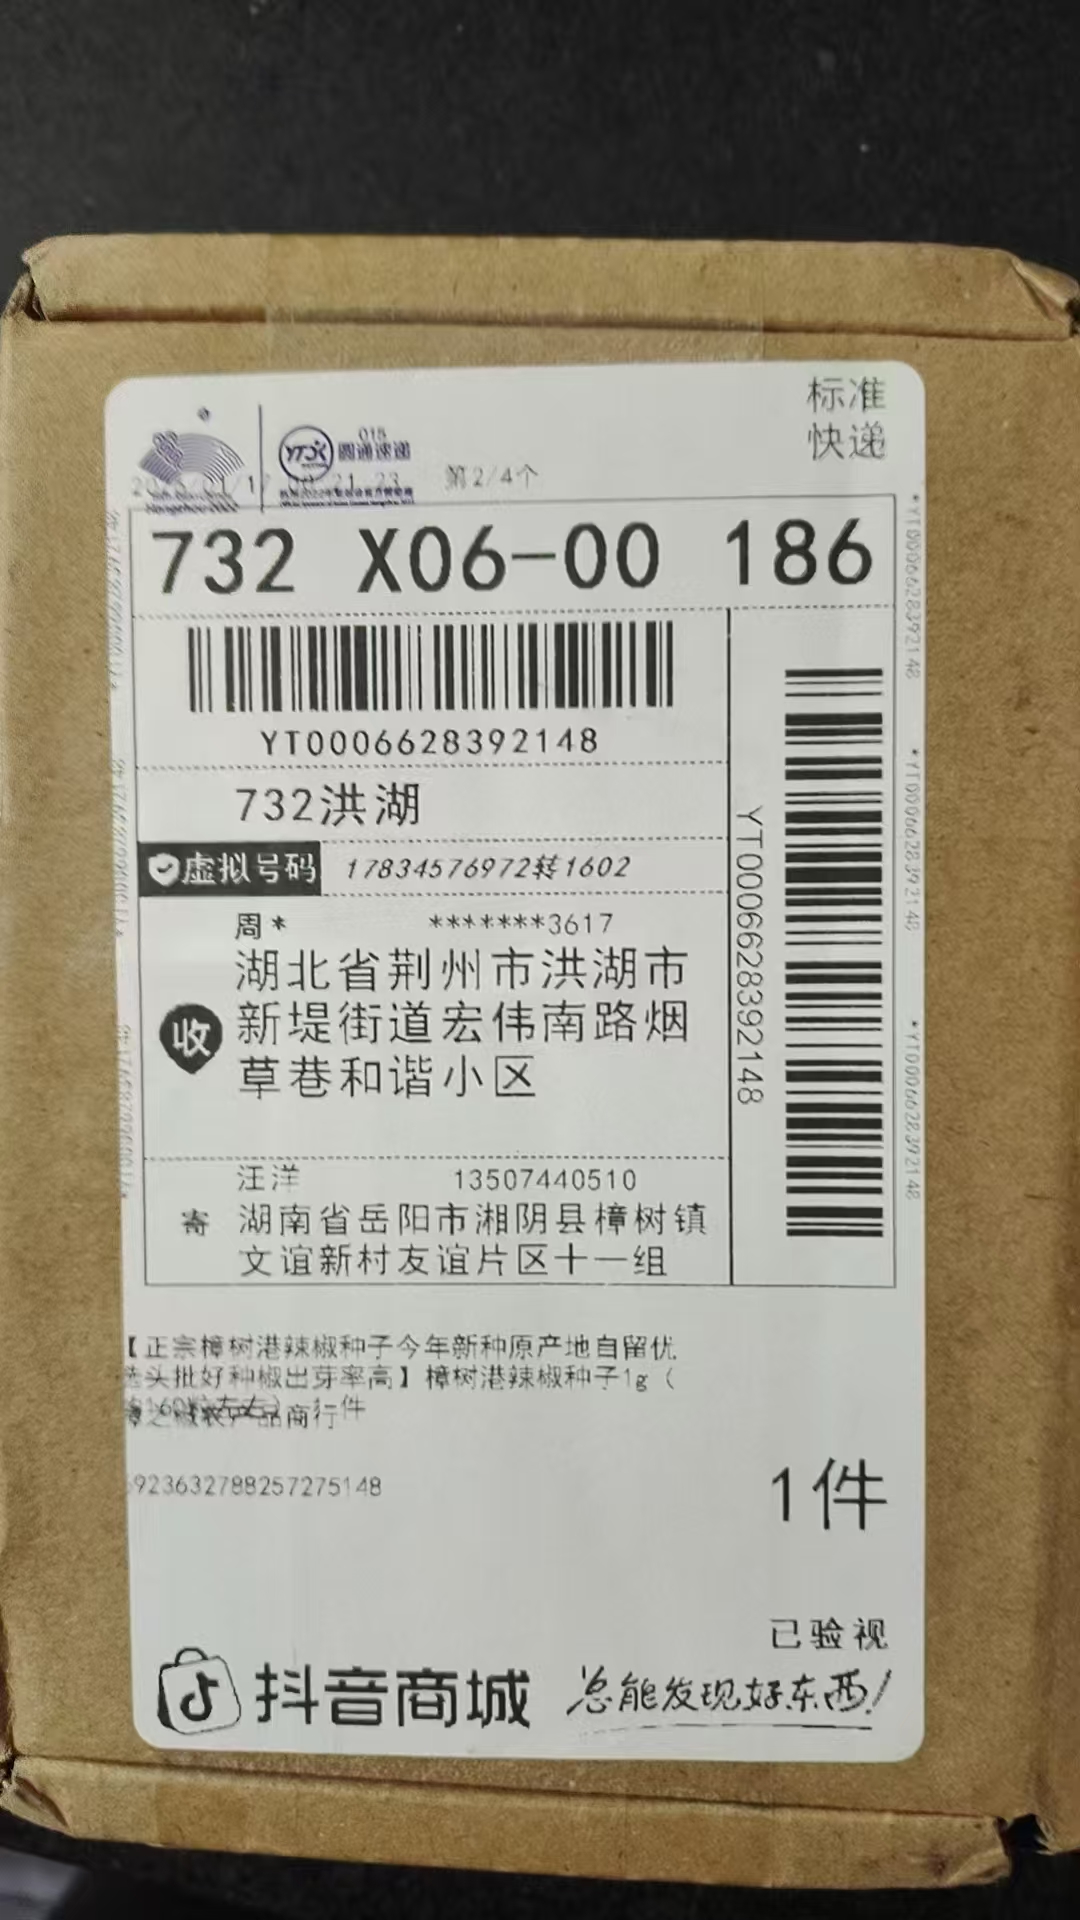 标准
快递
圆通速递
第2/4个
732 X06-00 186
YT0006628392148
732洪湖
虚拟号码 17834576972转1602
周* *******3617
湖北省荆州市洪湖市
新堤街道宏伟南路烟
草巷和谐小区
收
YT0006628392148
汪洋 13507440510
寄 湖南省岳阳市湘阴县樟树镇
文谊新村友谊片区十一组
【正宗樟树港辣椒种子今年新种原产地自留优
选头批好种椒出芽率高】樟树港辣椒种子1g（
商行 件
6923632788257275148
1件
已验视
抖音商城 总能发现好东西!